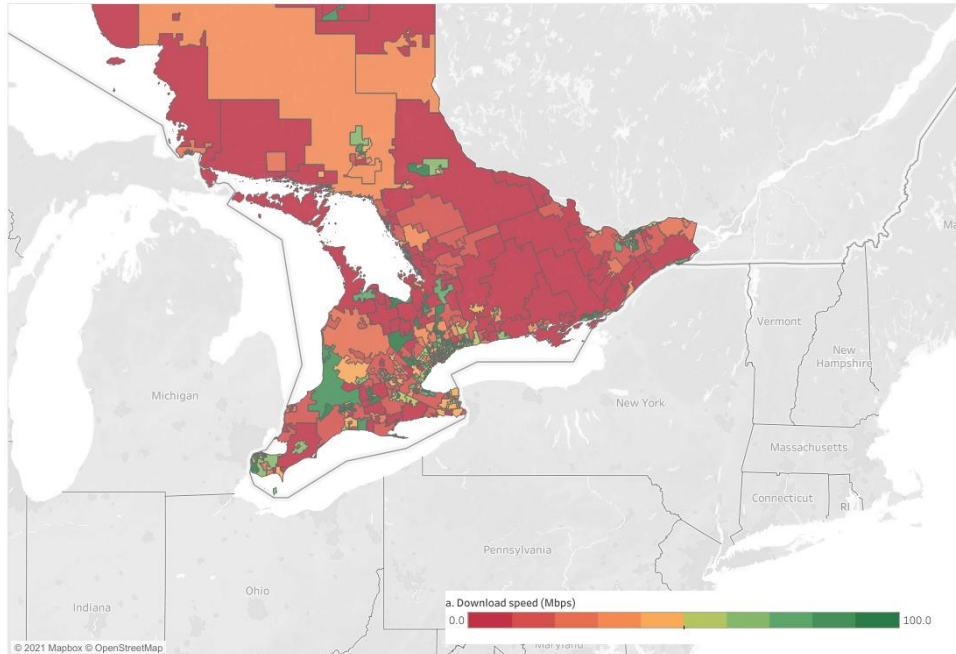 Vermont
New
Hampshire
Michigan
New York
Massachusetts
Connecticut
RI
Pennsylvania
Ohio
Indiana
a. Download speed (Mbps)
0.0
100.0
Maryland
© 2021 Mapbox © OpenStreetMap